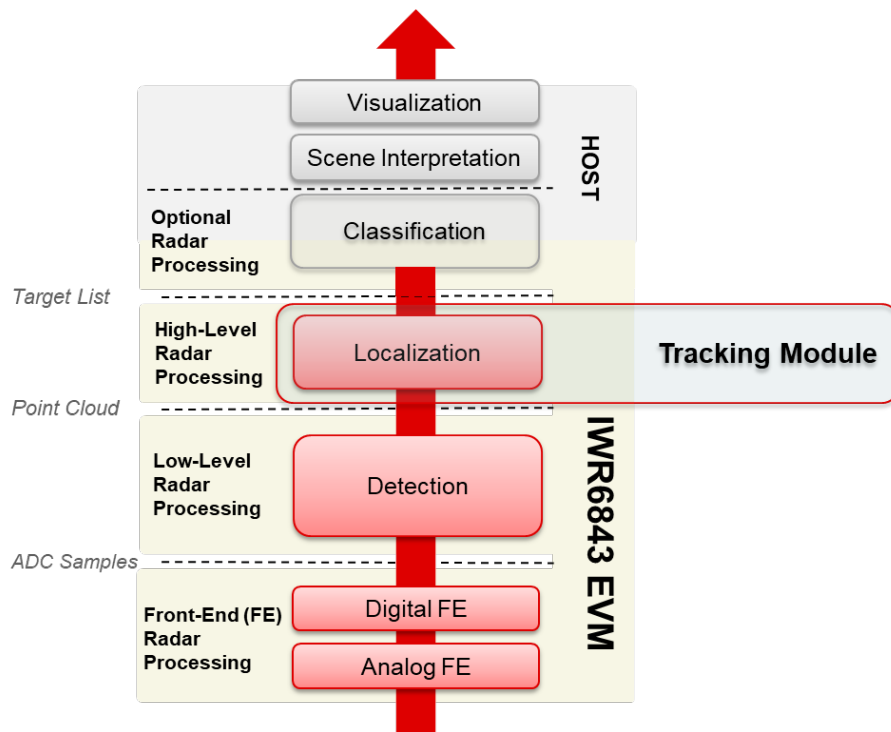 Visualization
Scene Interpretation
HOST
Optional
Radar
Processing
Classification
Target List
High-Level
Radar
Processing
Localization
Tracking Module
Point Cloud
Low-Level
Radar
Processing
Detection
IWR6843 EVM
ADC Samples
Front-End (FE)
Radar
Processing
Digital FE
Analog FE